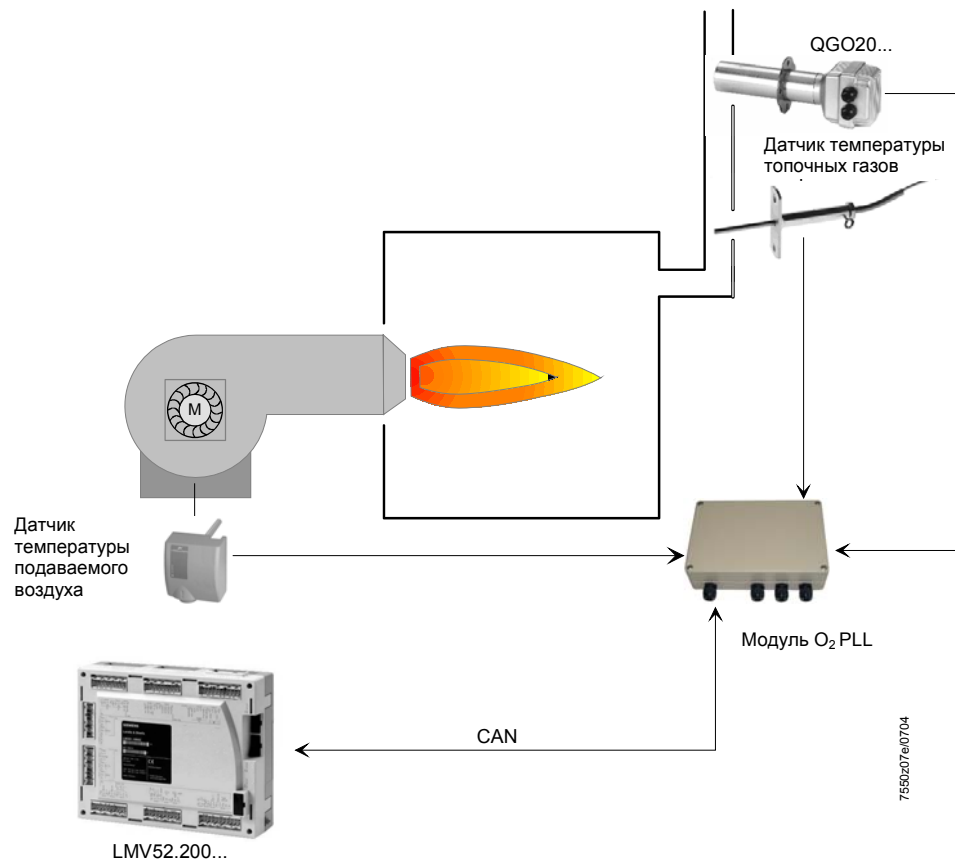 QGO20...
Датчик температуры
топочных газов
M
Датчик
температуры
подаваемого
воздуха
Модуль O₂ PLL
CAN
7550z07e/0704
LMV52.200...